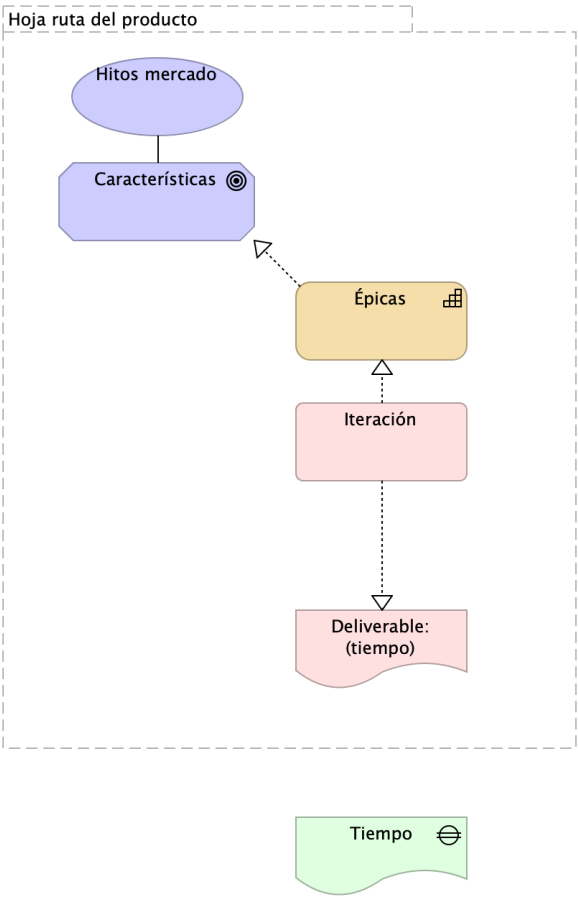 Hoja ruta del producto
Hitos mercado
Características
Épicas
Iteración
Deliverable:
(tiempo)
Tiempo